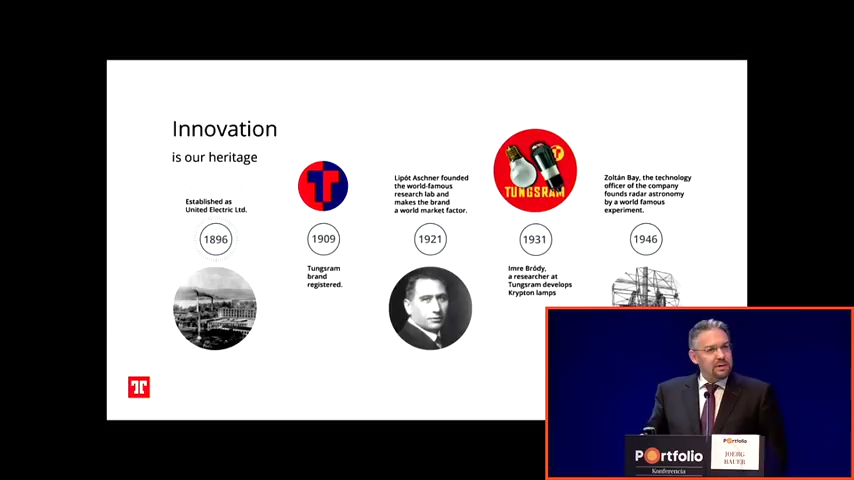 Innovation
is our heritage
Established as
United Electric Ltd.
1896
1909
Tungsram
brand
registered.
Lipót Aschner founded
the world-famous
research lab and
makes the brand
a world market factor.
1921
TUNGSRAM
1931
Imre Bródy,
a researcher at
Tungsram develops
Krypton lamps
Zoltán Bay, the technology
officer of the company
founds radar astronomy
by a world famous
experiment.
1946
Portfolio
Konferencia
Portfolio
JOERG
BAUER